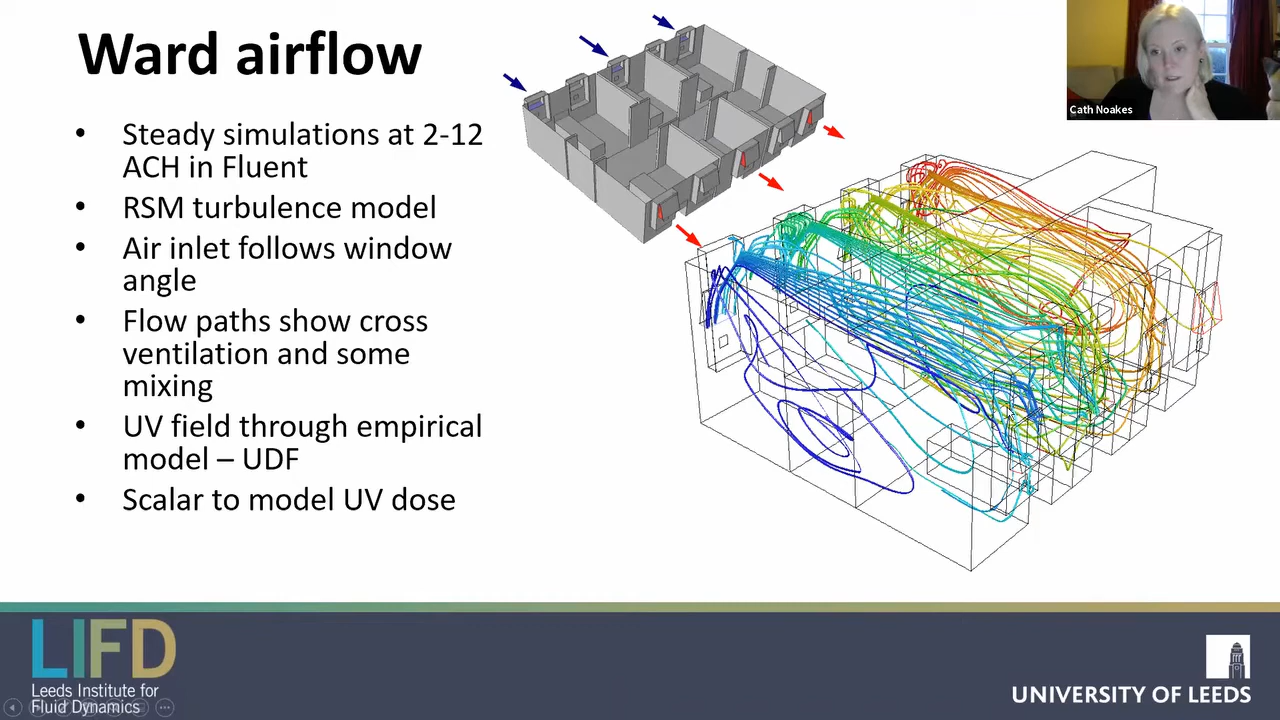 Ward airflow
Cath Noakes
• Steady simulations at 2-12
ACH in Fluent
• RSM turbulence model
• Air inlet follows window
angle
• Flow paths show cross
ventilation and some
mixing
• UV field through empirical
model – UDF
• Scalar to model UV dose
LIFD
Leeds Institute for
Fluid Dynamics
UNIVERSITY OF LEEDS